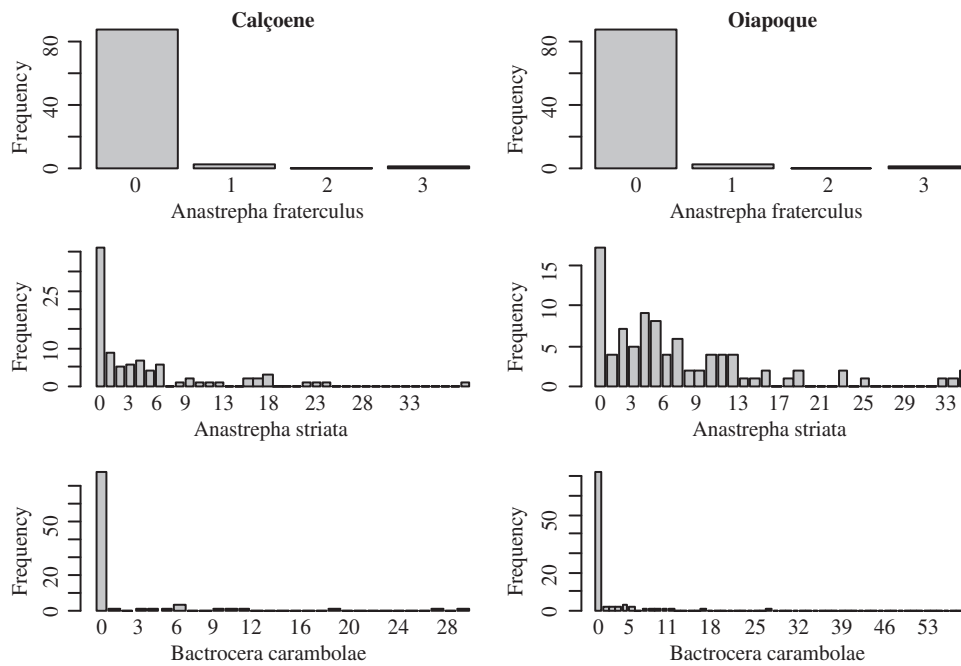 Calçoene
Oiapoque
Frequency
0 40 80
0 1 2 3
Anastrepha fraterculus
Frequency
0 40 80
0 1 2 3
Anastrepha fraterculus
Frequency
0 10 25
0 3 6 9 13 18 23 28 33
Anastrepha striata
Frequency
0 5 10 15
0 3 6 9 13 17 21 25 29 33
Anastrepha striata
Frequency
0 20 50
0 3 6 9 12 16 20 24 28
Bactrocera carambolae
Frequency
0 20 50
0 5 11 18 25 32 39 46 53
Bactrocera carambolae